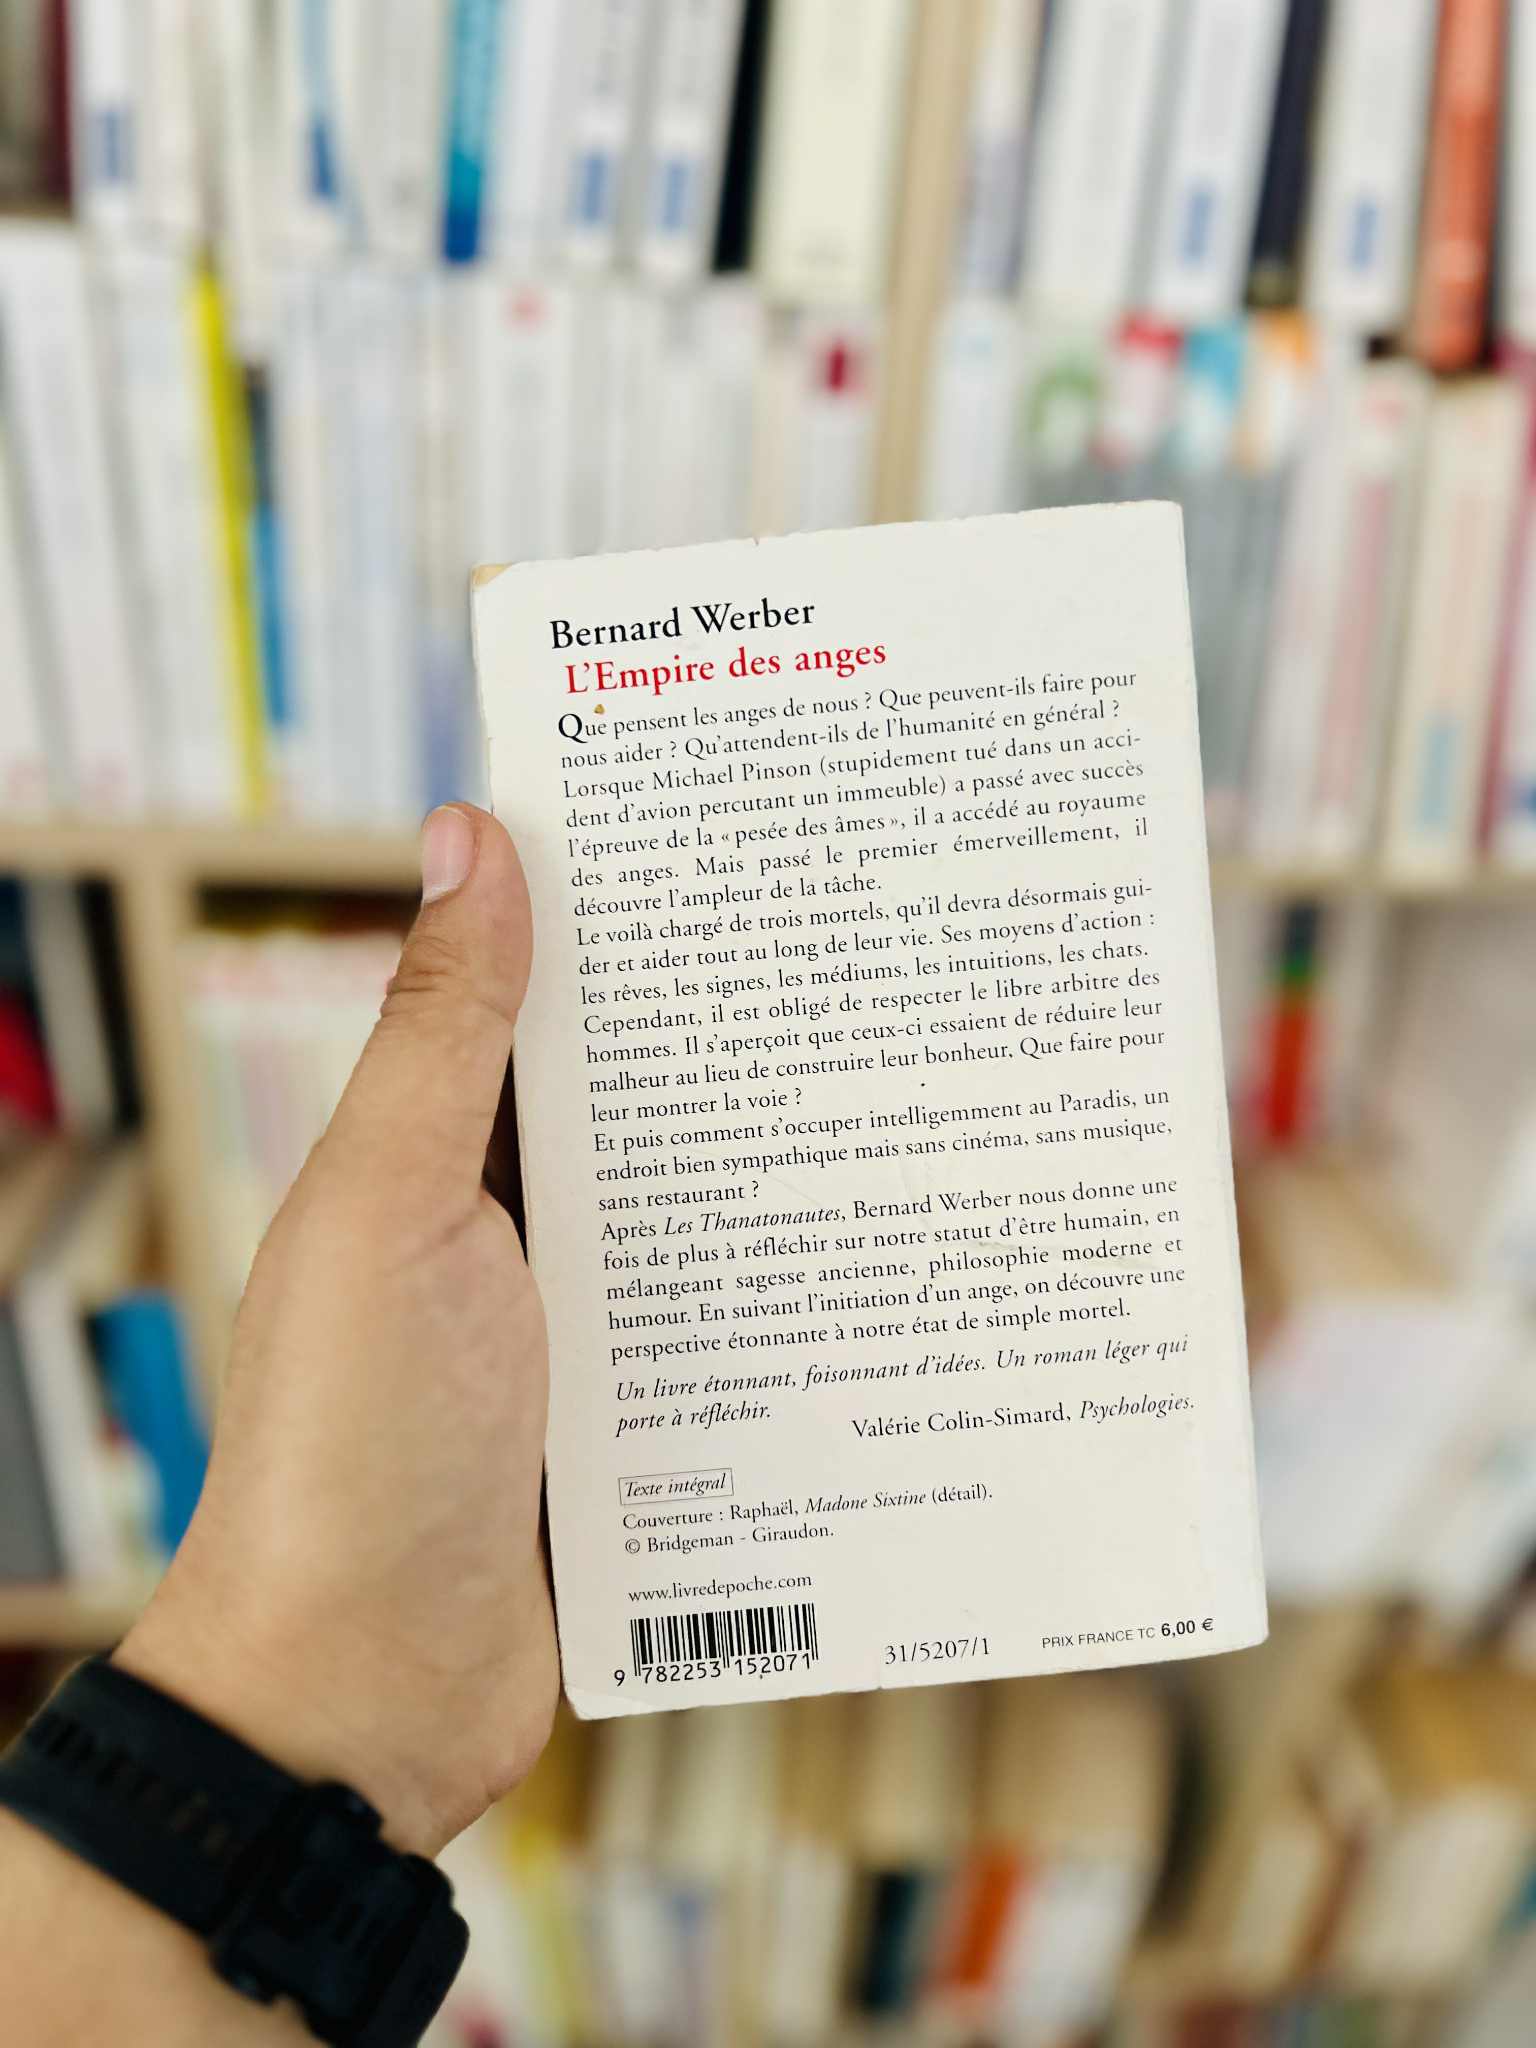 Bernard Werber
L'Empire des anges
Que pensent les anges de nous ? Que peuvent-ils faire pour
nous aider ? Qu'attendent-ils de l'humanité en général ?
Lorsque Michael Pinson (stupidement tué dans un acci-
dent d'avion percutant un immeuble) a passé avec succès
l'épreuve de la « pesée des âmes », il a accédé au royaume
des anges. Mais passé le premier émerveillement, il
découvre l'ampleur de la tâche.
Le voilà chargé de trois mortels, qu'il devra désormais gui-
der et aider tout au long de leur vie. Ses moyens d'action :
les rêves, les signes, les médiums, les intuitions, les chats.
Cependant, il est obligé de respecter le libre arbitre des
hommes. Il s'aperçoit que ceux-ci essaient de réduire leur
malheur au lieu de construire leur bonheur. Que faire pour
leur montrer la voie ?
Et puis comment s'occuper intelligemment au Paradis, un
endroit bien sympathique mais sans cinéma, sans musique,
sans restaurant ?
Après Les Thanatonautes, Bernard Werber nous donne une
fois de plus à réfléchir sur notre statut d'être humain, en
mélangeant sagesse ancienne, philosophie moderne et
humour. En suivant l'initiation d'un ange, on découvre une
perspective étonnante à notre état de simple mortel.
Un livre étonnant, foisonnant d'idées. Un roman léger qui
porte à réfléchir.
Valérie Colin-Simard, Psychologies.
Texte intégral
Couverture : Raphaël, Madone Sixtine (détail).
© Bridgeman - Giraudon.
www.livredepoche.com
9 782253 152071
31/5207/1
PRIX FRANCE TC 6,00 €